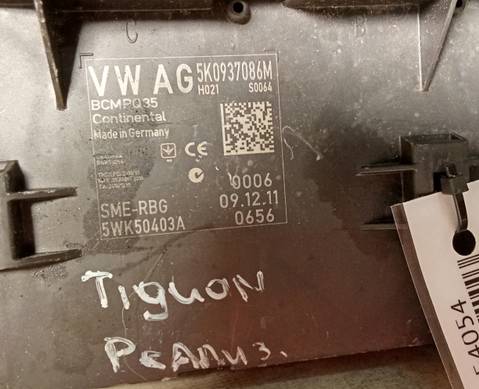 VW AG 5K0937086M
H021 S0064
BCMPQ35
Continental
Made in Germany
CE
0006
SME-RBG 09.12.11
5WK50403A 0656
Tiguan
54054